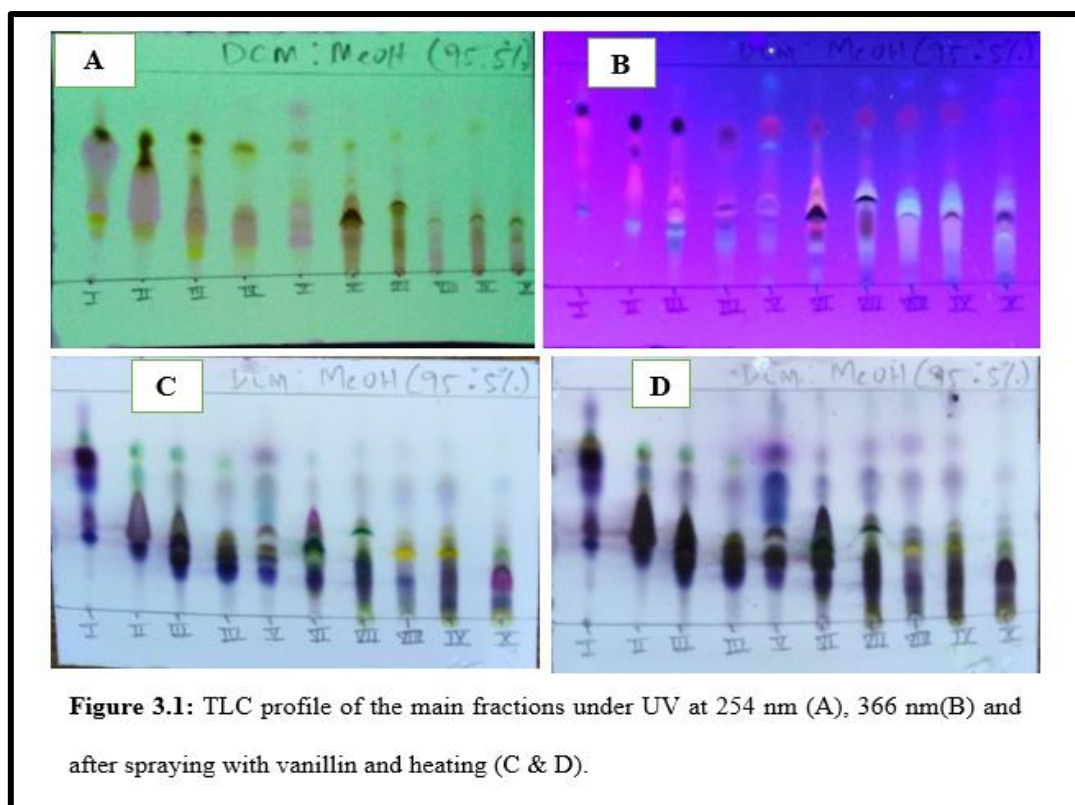 A
DCM : MeOH (95:5%)
I II III IV V VI VII VIII IX X
B
DCM : MeOH (95:5%)
I II III III V VI VII VIII IX X
C
DCM : MeOH (95:5%)
I II III IV V VI VII VIII IX X
D
DCM : MeOH (95:5%)
I II III IV V VI VII VIII IX X
Figure 3.1: TLC profile of the main fractions under UV at 254 nm (A), 366 nm(B) and
after spraying with vanillin and heating (C & D).